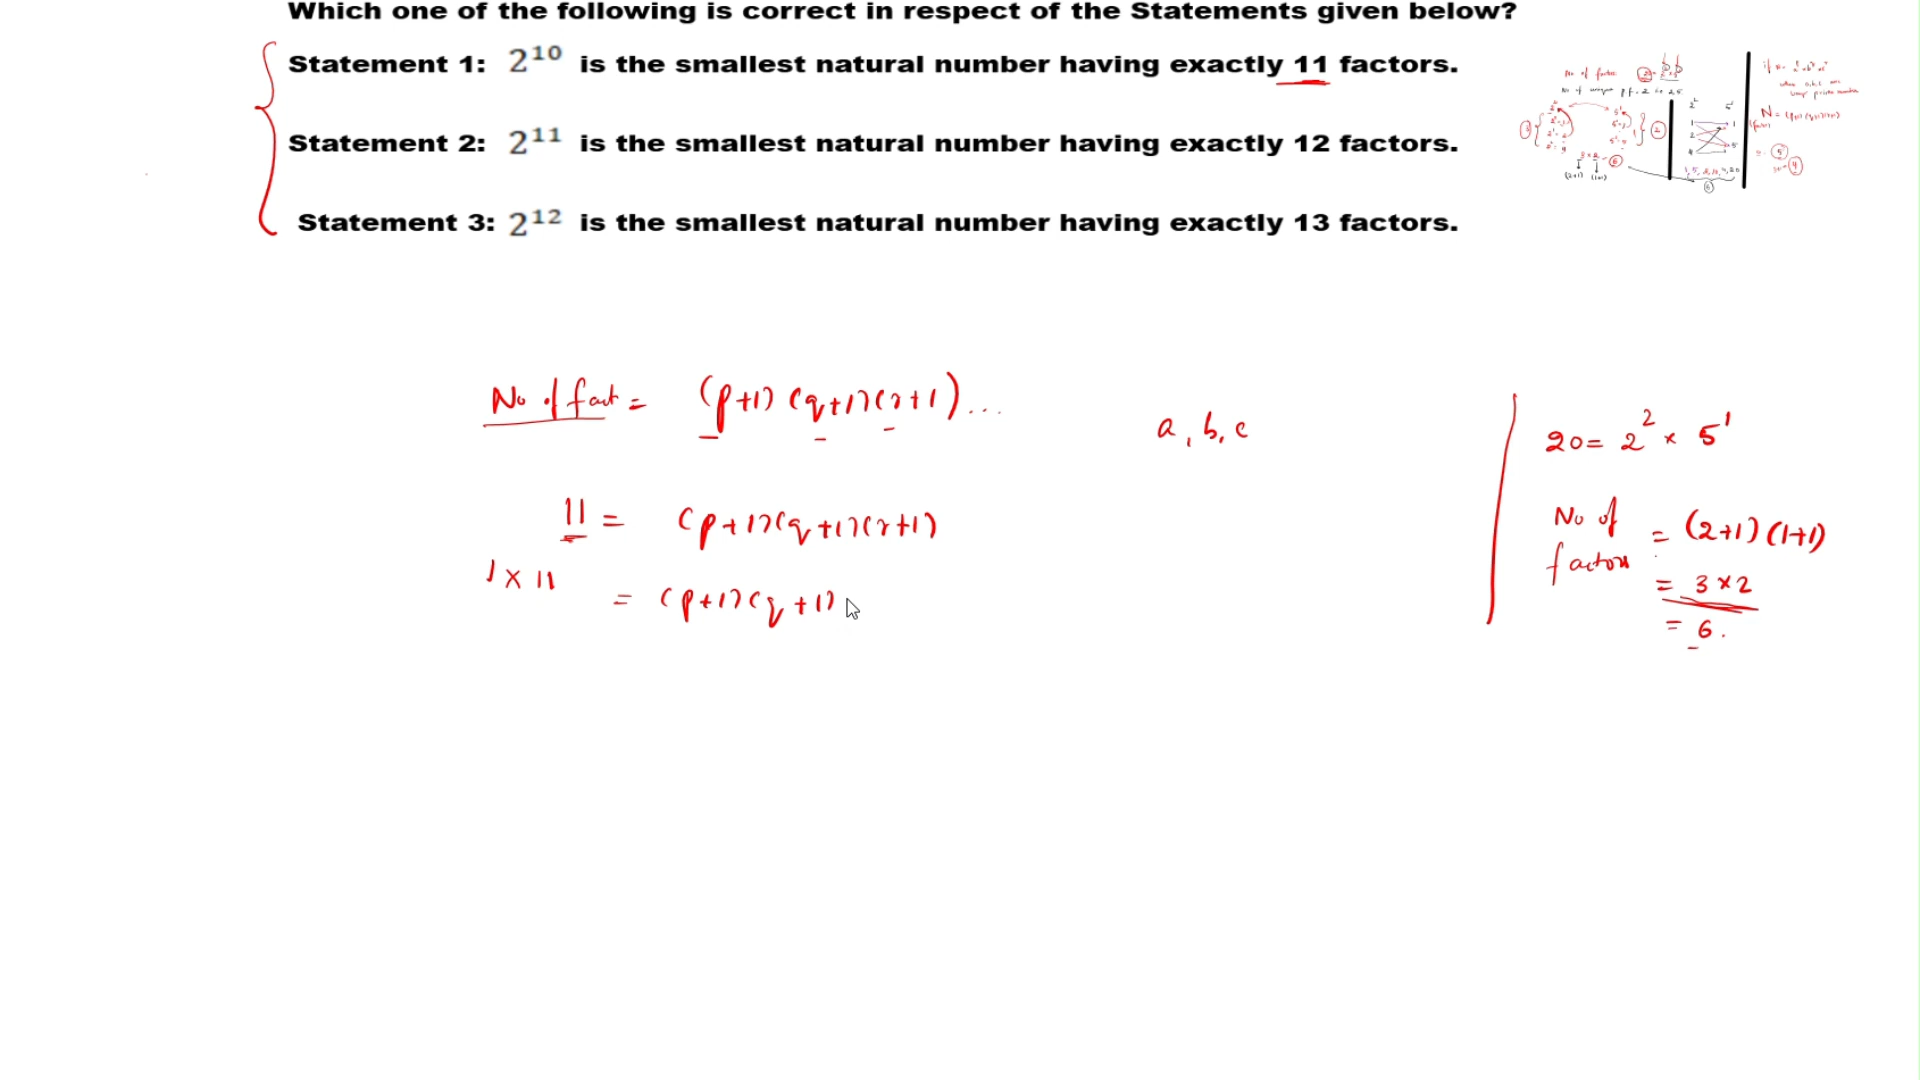 Which one of the following is correct in respect of the Statements given below?
Statement 1: 2^10 is the smallest natural number having exactly 11 factors.
Statement 2: 2^11 is the smallest natural number having exactly 12 factors.
Statement 3: 2^12 is the smallest natural number having exactly 13 factors.
No of fact = (p+1)(q+1)(r+1)...
a, b, c
11 = (p+1)(q+1)(r+1)
1 × 11
= (p+1)(q+1)
20 = 2^2 × 5^1
No of factors = (2+1)(1+1)
= 3×2
= 6.